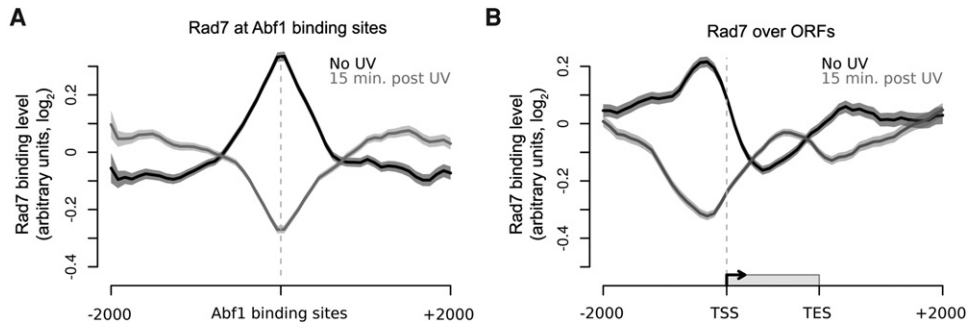 A
Rad7 at Abf1 binding sites
No UV
15 min. post UV
Rad7 binding level
(arbitrary units, log2)
0.2
0
-0.2
-0.4
-2000
Abf1 binding sites
+2000
B
Rad7 over ORFs
No UV
15 min. post UV
Rad7 binding level
(arbitrary units, log2)
0.2
0
-0.2
-0.4
-2000
TSS
TES
+2000